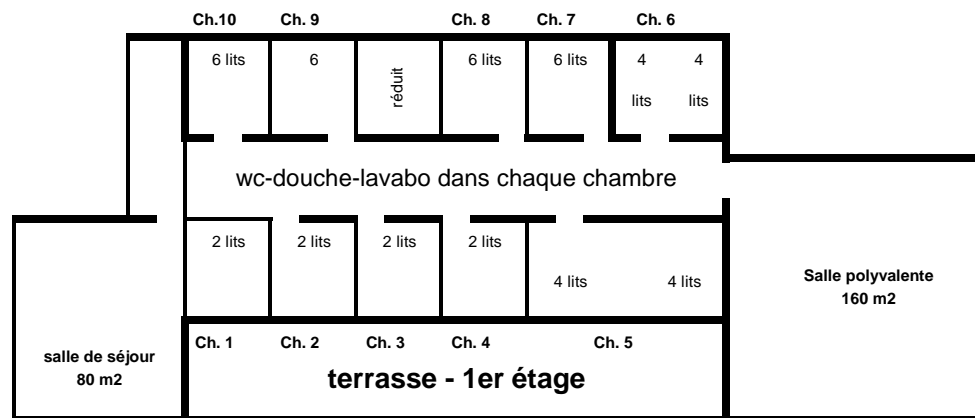 Ch.10 Ch. 9 Ch. 8 Ch. 7 Ch. 6
6 lits 6 réduit 6 lits 6 lits 4 4
lits lits
wc-douche-lavabo dans chaque chambre
2 lits 2 lits 2 lits 2 lits
4 lits 4 lits
Salle polyvalente
160 m2
Ch. 1 Ch. 2 Ch. 3 Ch. 4 Ch. 5
salle de séjour
80 m2
terrasse - 1er étage